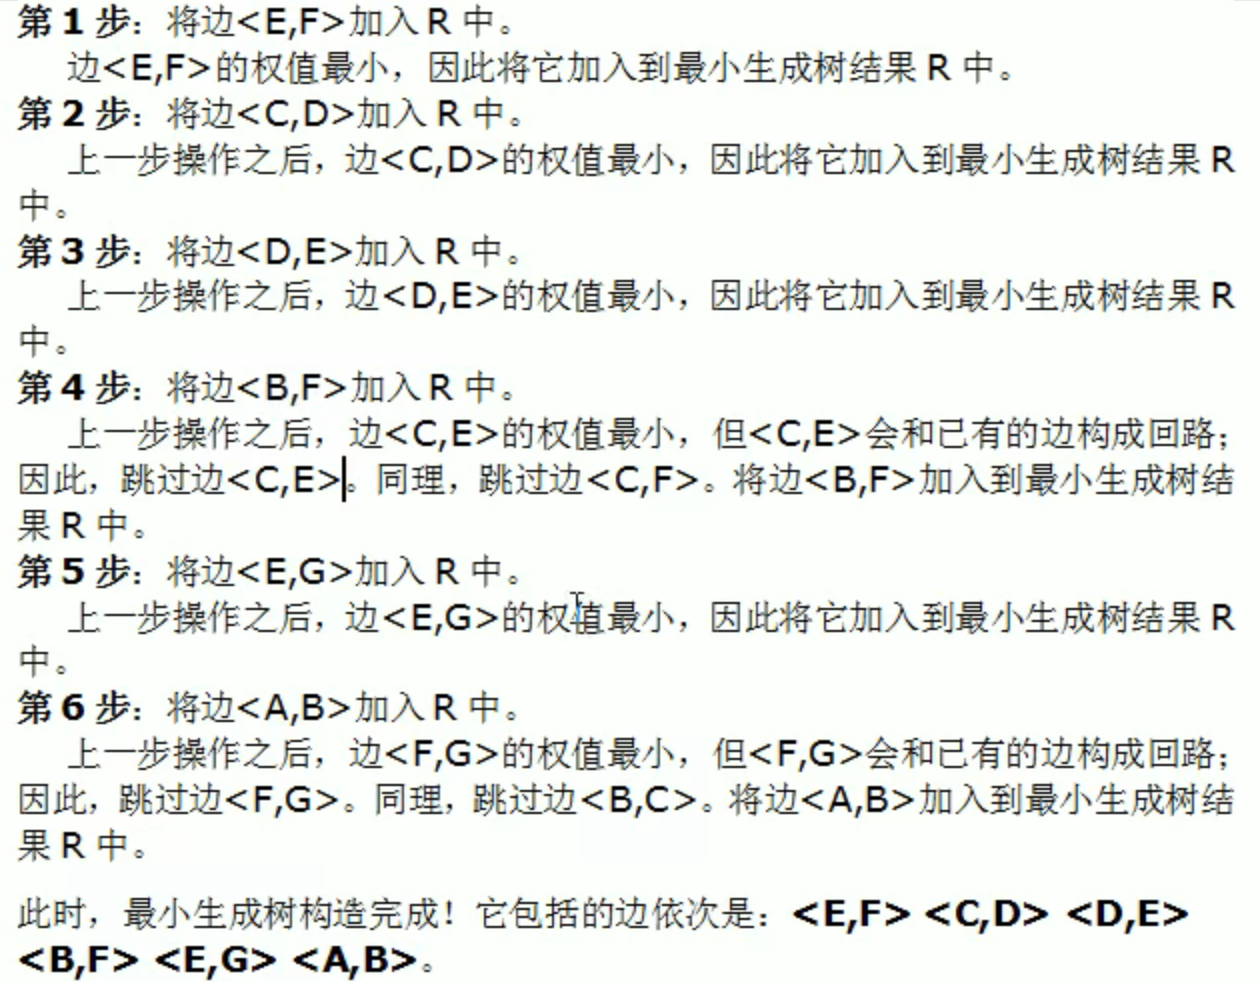 第1步：将边<E,F>加入R中。
边<E,F>的权值最小，因此将它加入到最小生成树结果R中。
第2步：将边<C,D>加入R中。
上一步操作之后，边<C,D>的权值最小，因此将它加入到最小生成树结果R
中。
第3步：将边<D,E>加入R中。
上一步操作之后，边<D,E>的权值最小，因此将它加入到最小生成树结果R
中。
第4步：将边<B,F>加入R中。
上一步操作之后，边<C,E>的权值最小，但<C,E>会和已有的边构成回路；
因此，跳过边<C,E>。同理，跳过边<C,F>。将边<B,F>加入到最小生成树结
果R中。
第5步：将边<E,G>加入R中。
上一步操作之后，边<E,G>的权值最小，因此将它加入到最小生成树结果R
中。
第6步：将边<A,B>加入R中。
上一步操作之后，边<F,G>的权值最小，但<F,G>会和已有的边构成回路；
因此，跳过边<F,G>。同理，跳过边<B,C>。将边<A,B>加入到最小生成树结
果R中。
此时，最小生成树构造完成！它包括的边依次是：<E,F> <C,D> <D,E>
<B,F> <E,G> <A,B>。